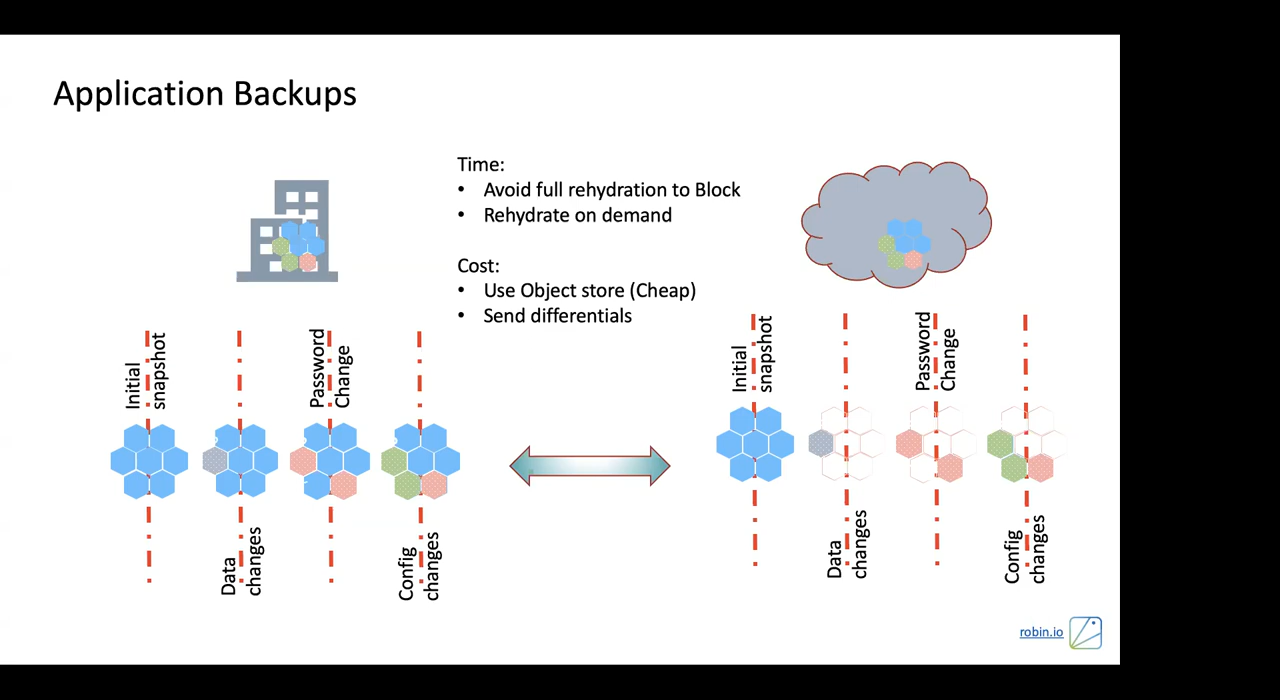 Application Backups
Time:
• Avoid full rehydration to Block
• Rehydrate on demand
Cost:
• Use Object store (Cheap)
• Send differentials
Initial
snapshot
Password
Change
Data
changes
Config
changes
Initial
snapshot
Password
Change
Data
changes
Config
changes
robin.io